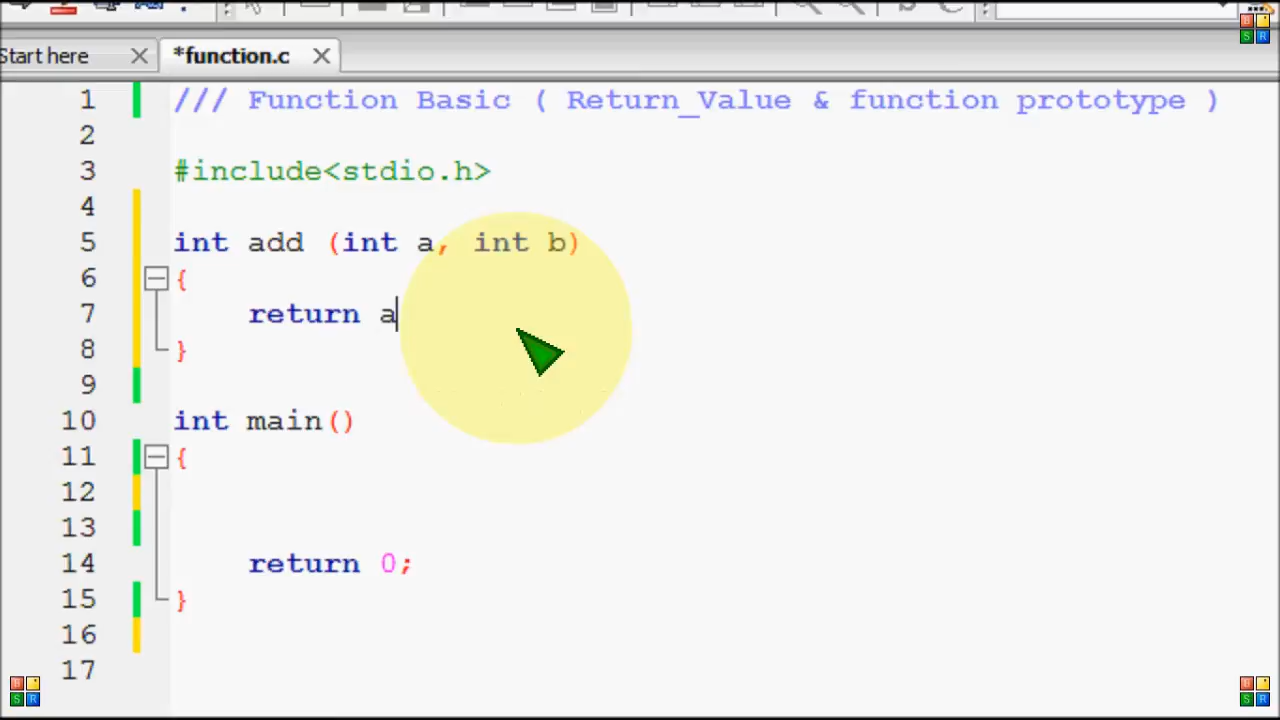 Start here
*function.c
1 /// Function Basic ( Return_Value & function prototype )
2
3 #include<stdio.h>
4
5 int add (int a, int b)
6 {
7 return a
8 }
9
10 int main()
11 {
12
13
14 return 0;
15 }
16
17
B
S R
B
S R
B
S R